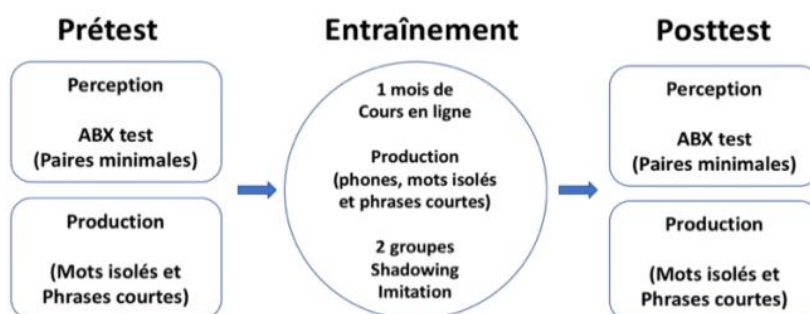 Prétest
Perception
ABX test
(Paires minimales)
Production
(Mots isolés et
Phrases courtes)
Entraînement
1 mois de
Cours en ligne
Production
(phones, mots isolés
et phrases courtes)
2 groupes
Shadowing
Imitation
Posttest
Perception
ABX test
(Paires minimales)
Production
(Mots isolés et
Phrases courtes)